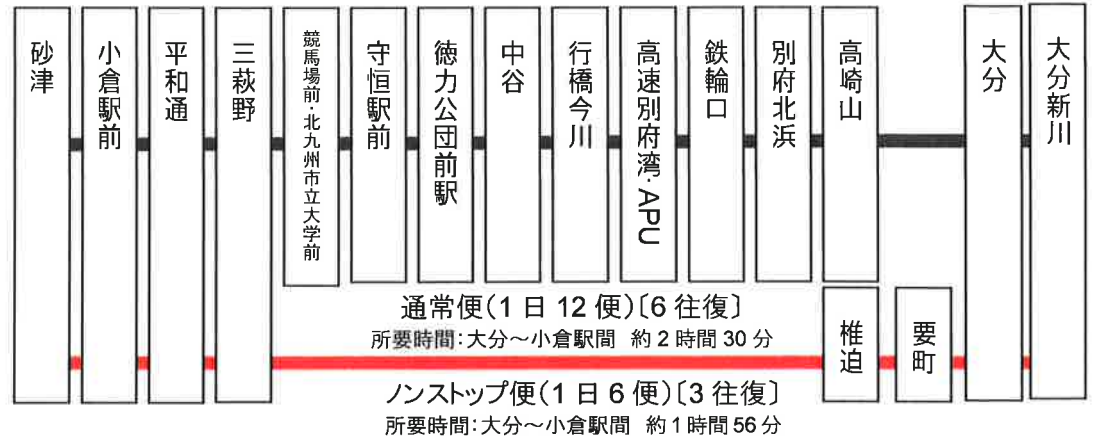 砂津
小倉駅前
平和通
三萩野
競馬場前・北九州市立大学前
守恒駅前
徳力公団前駅
中谷
行橋今川
高速別府湾・APU
鉄輪口
別府北浜
高崎山
大分
大分新川
通常便(1日12便)〔6往復〕
所要時間:大分～小倉駅間 約2時間30分
椎迫
要町
ノンストップ便(1日6便)〔3往復〕
所要時間:大分～小倉駅間 約1時間56分